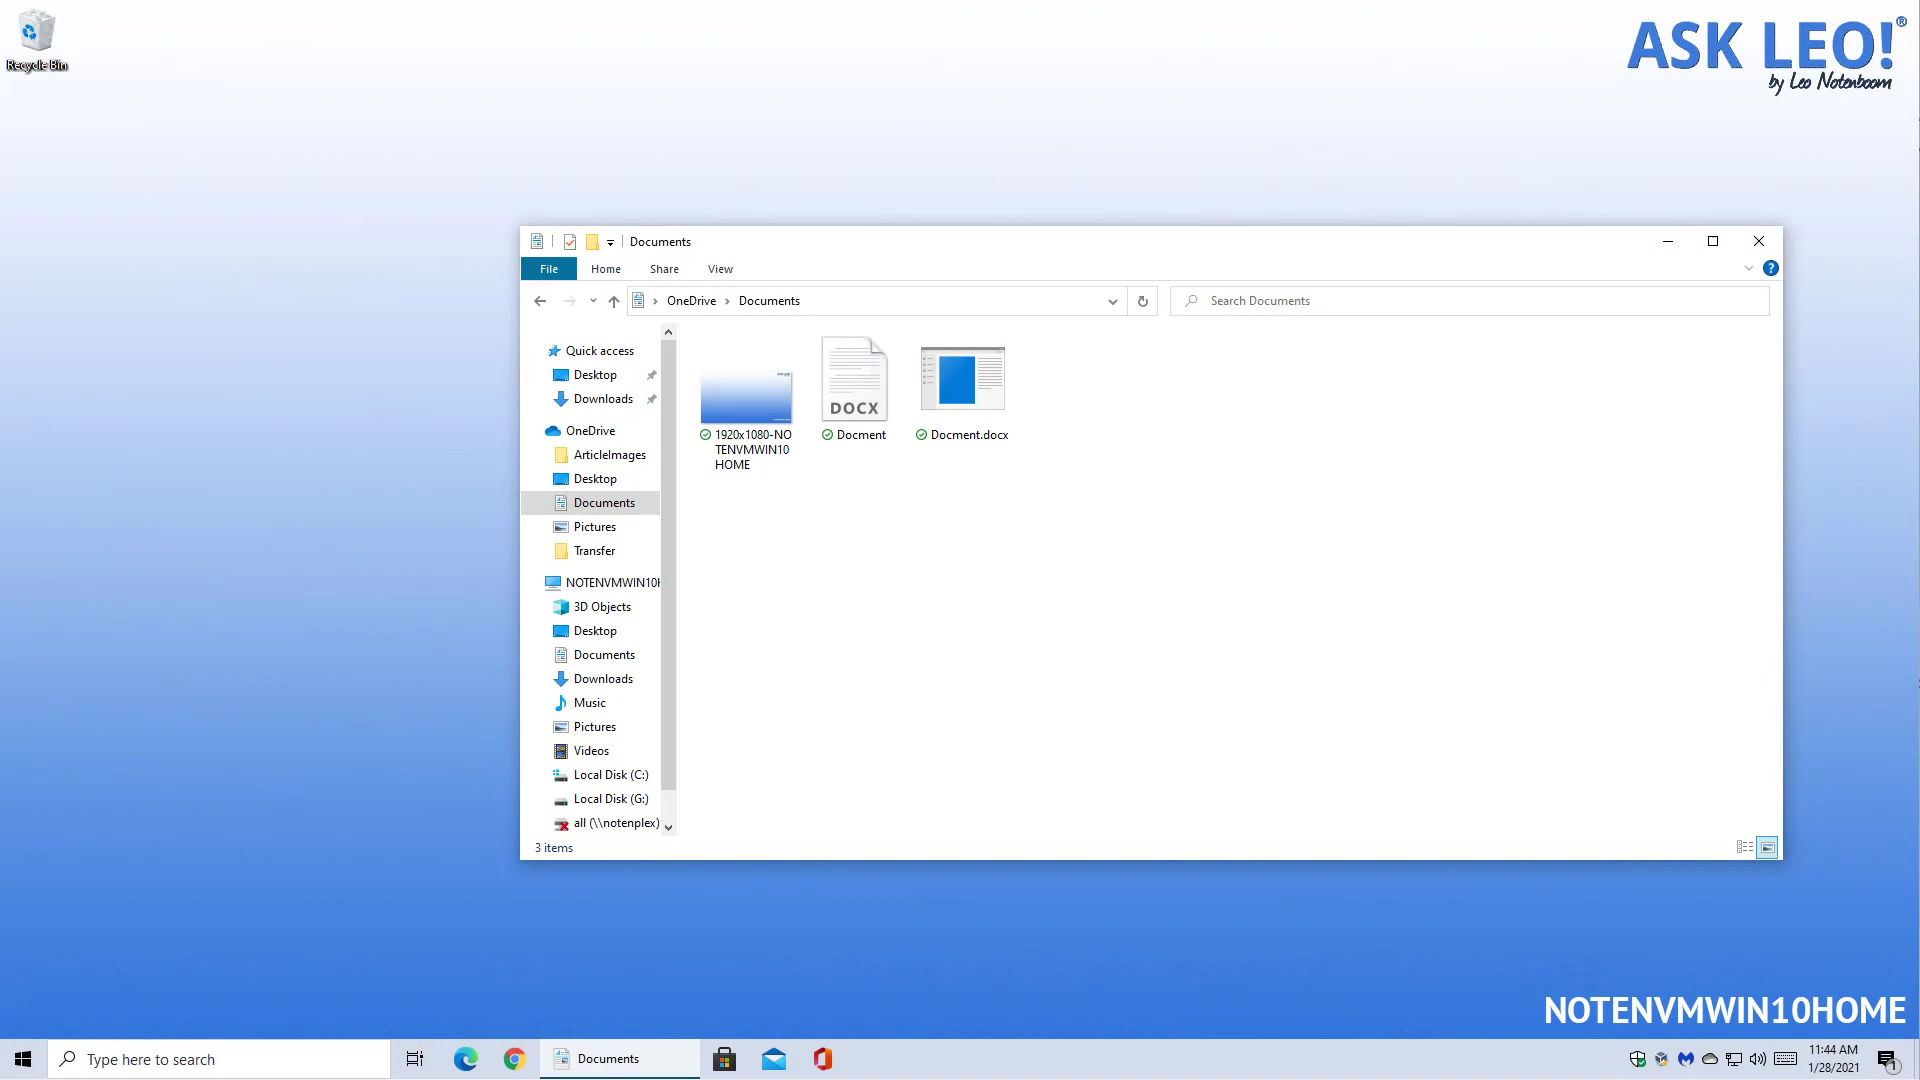 Recycle Bin
ASK LEO!®
by Leo Notenboom
Documents
File Home Share View
OneDrive Documents
Search Documents
Quick access
Desktop
Downloads
OneDrive
ArticleImages
Desktop
Documents
Pictures
Transfer
NOTENVMWIN10H
3D Objects
Desktop
Documents
Downloads
Music
Pictures
Videos
Local Disk (C:)
Local Disk (G:)
all (\\notenplex)
DOCX
1920x1080-NO
TENVMWIN10
HOME
Docment
Docment.docx
3 items
NOTENVMWIN10HOME
Type here to search
Documents
11:44 AM
1/28/2021
1